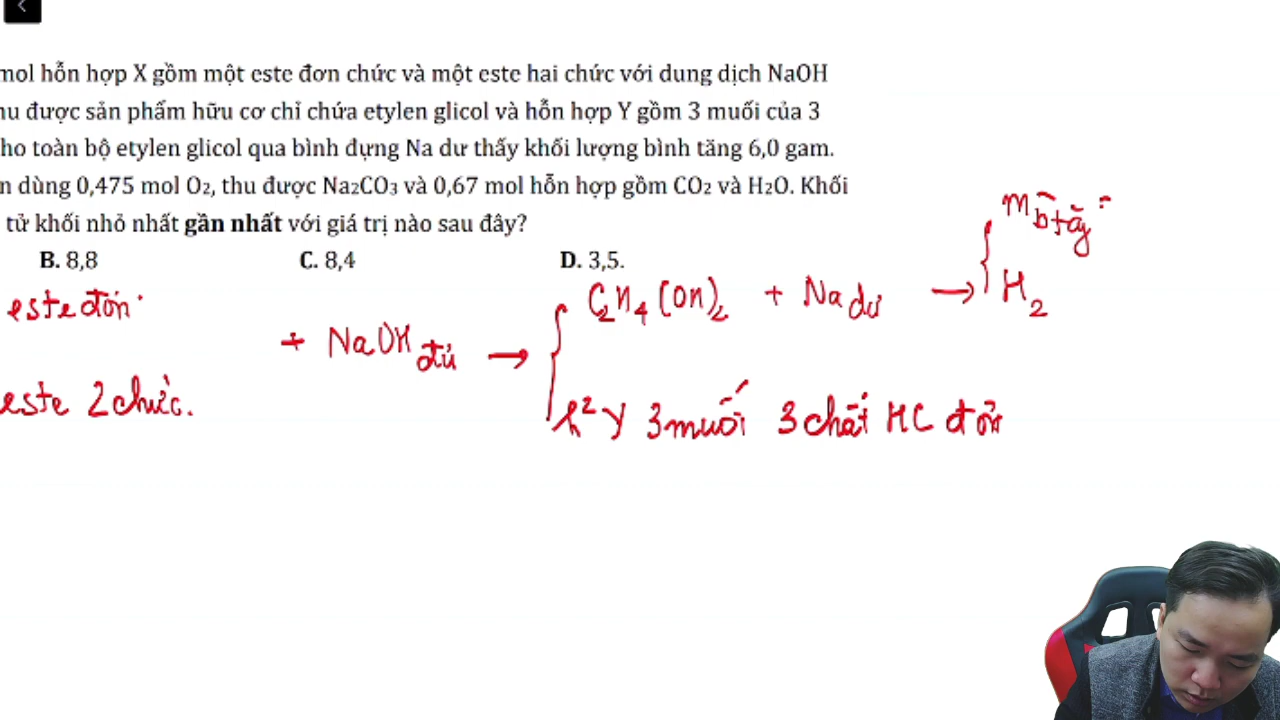 mol hỗn hợp X gồm một este đơn chức và một este hai chức với dung dịch NaOH
hu được sản phẩm hữu cơ chỉ chứa etylen glicol và hỗn hợp Y gồm 3 muối của 3
ho toàn bộ etylen glicol qua bình đựng Na dư thấy khối lượng bình tăng 6,0 gam.
n dùng 0,475 mol O₂, thu được Na₂CO₃ và 0,67 mol hỗn hợp gồm CO₂ và H₂O. Khối
tử khối nhỏ nhất gần nhất với giá trị nào sau đây?
B. 8,8 C. 8,4 D. 3,5.
m b tăg =
este đơn C₂H₄(OH)₂ + Na dư → H₂
+ NaOH đủ →
este 2 chức. h² Y 3 muối 3 chất HC đơn